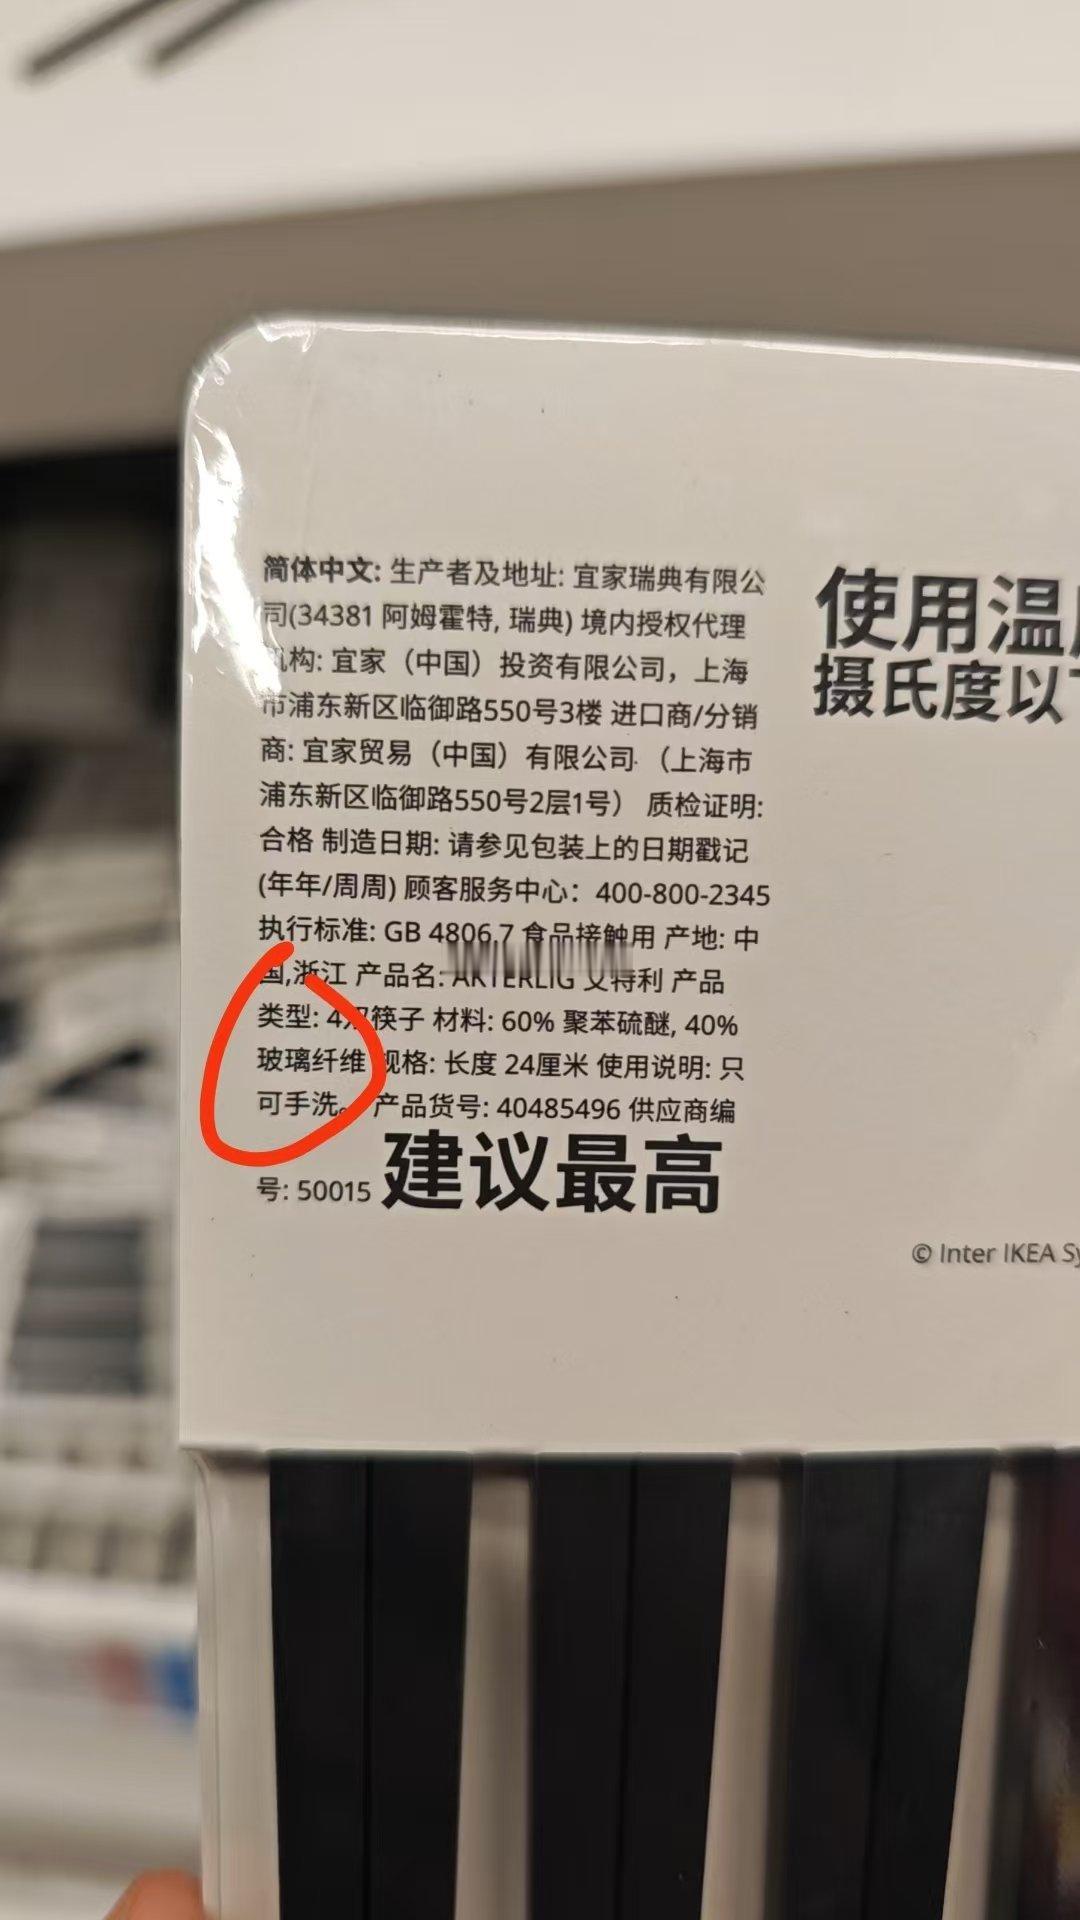 简体中文: 生产者及地址: 宜家瑞典有限公
司(34381 阿姆霍特, 瑞典) 境内授权代理
机构: 宜家（中国）投资有限公司，上海
市浦东新区临御路550号3楼 进口商/分销
商: 宜家贸易（中国）有限公司（上海市
浦东新区临御路550号2层1号） 质检证明:
合格 制造日期: 请参见包装上的日期戳记
(年年/周周) 顾客服务中心：400-800-2345
执行标准: GB 4806.7 食品接触用 产地: 中
国,浙江 产品名: AKTERLIG 艾特利 产品
类型: 4双筷子 材料: 60% 聚苯硫醚, 40%
玻璃纤维 规格: 长度 24厘米 使用说明: 只
可手洗。 产品货号: 40485496 供应商编
号: 50015 建议最高
使用温
摄氏度以
© Inter IKEA